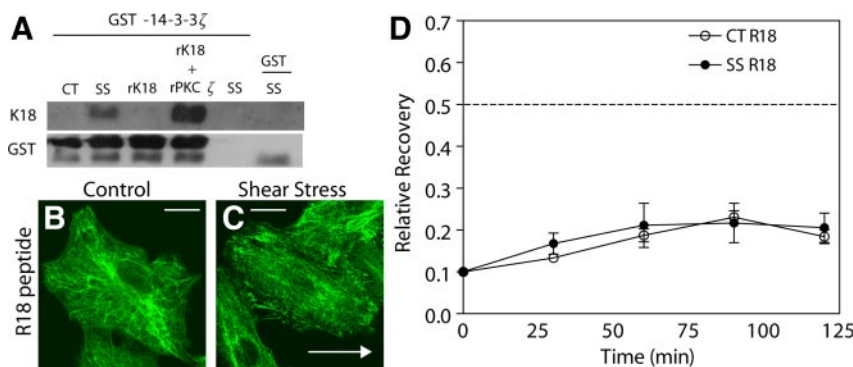 A
GST -14-3-3ζ
rK18
+
GST
CT SS rK18 rPKC ζ SS SS
K18
GST
Control
Shear Stress
B
C
R18 peptide
D
CT R18
SS R18
Relative Recovery
0.7
0.6
0.5
0.4
0.3
0.2
0.1
0.0
0 25 50 75 100 125
Time (min)